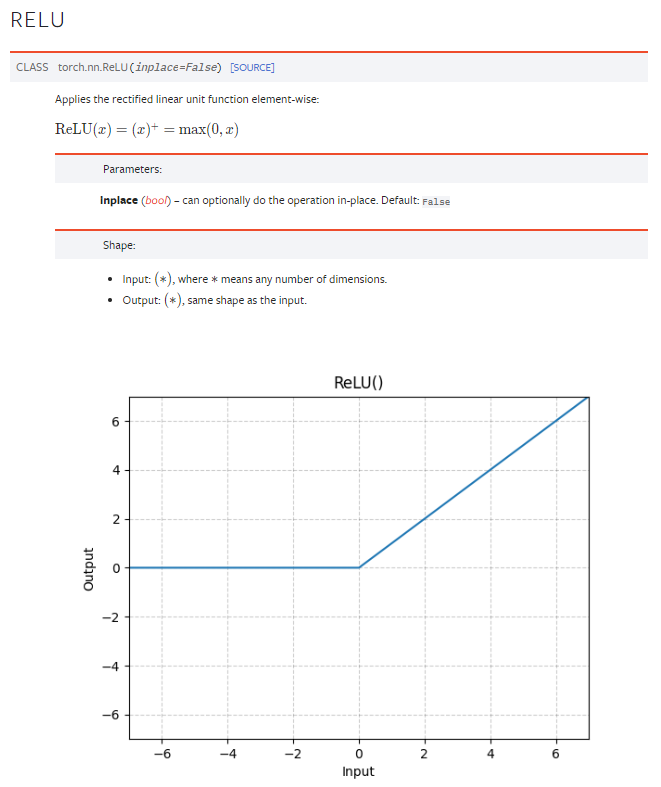 RELU
CLASS torch.nn.ReLU(inplace=False) [SOURCE]
Applies the rectified linear unit function element-wise:
ReLU(x) = (x)⁺ = max(0, x)
Parameters:
inplace (bool) – can optionally do the operation in-place. Default: False
Shape:
• Input: (∗), where ∗ means any number of dimensions.
• Output: (∗), same shape as the input.
ReLU()
6
4
2
0
−2
−4
−6
Output
−6 −4 −2 0 2 4 6
Input